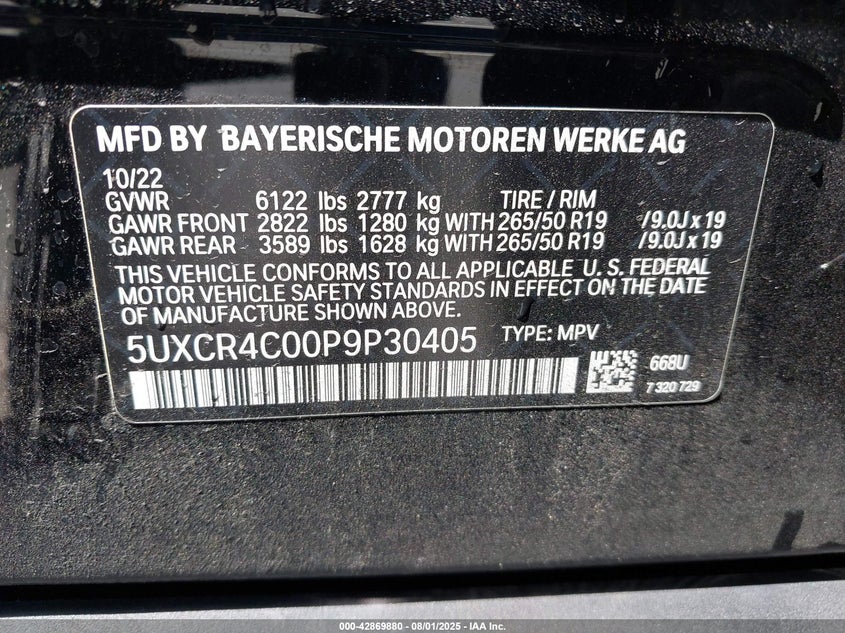 MFD BY BAYERISCHE MOTOREN WERKE AG
10/22
GVWR 6122 lbs 2777 kg TIRE / RIM
GAWR FRONT 2822 lbs 1280 kg WITH 265/50 R19 /9.0J x 19
GAWR REAR 3589 lbs 1628 kg WITH 265/50 R19 /9.0J x 19
THIS VEHICLE CONFORMS TO ALL APPLICABLE U. S. FEDERAL
MOTOR VEHICLE SAFETY STANDARDS IN EFFECT ON THE DATE
OF MANUFACTURE SHOWN ABOVE.
5UXCR4C00P9P30405 TYPE: MPV
668U
7 320 729
000-42869880 - 08/01/2025 - IAA Inc.